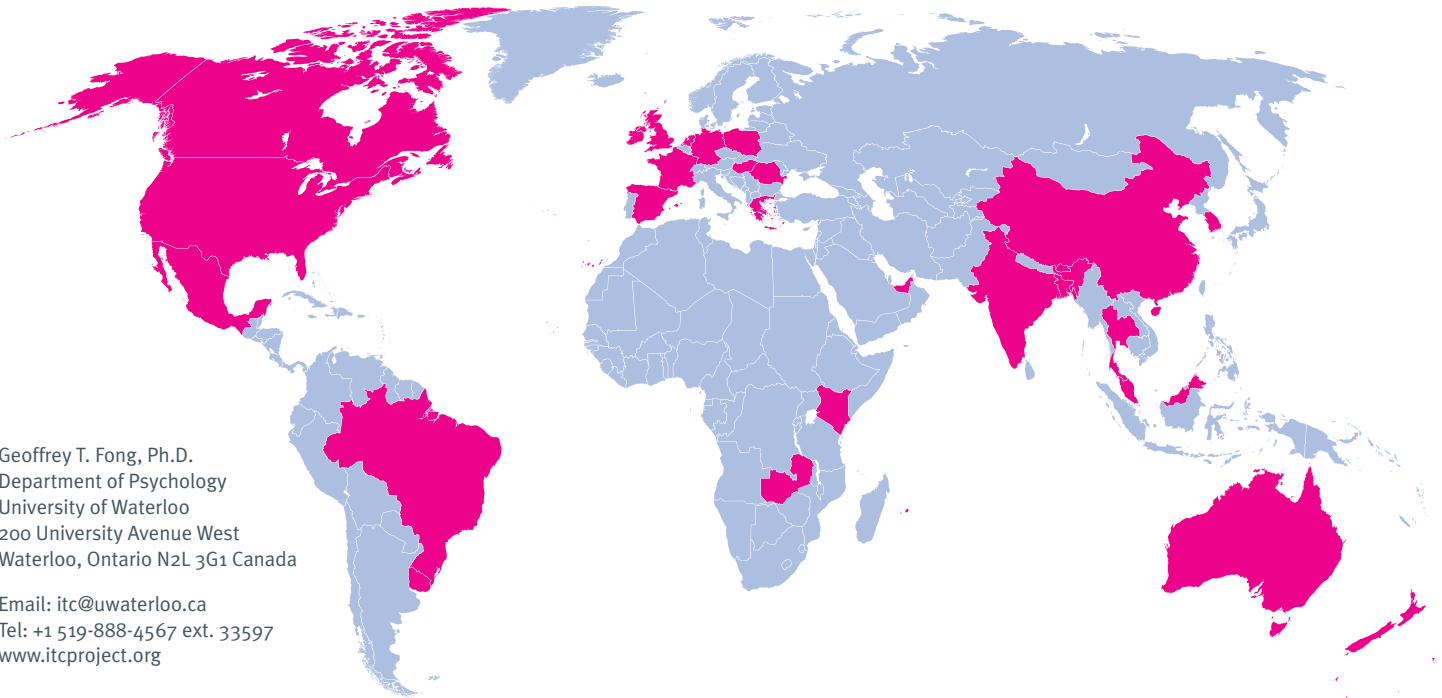 Geoffrey T. Fong, Ph.D.
Department of Psychology
University of Waterloo
200 University Avenue West
Waterloo, Ontario N2L 3G1 Canada
Email: itc@uwaterloo.ca
Tel: +1 519-888-4567 ext. 33597
www.itcproject.org